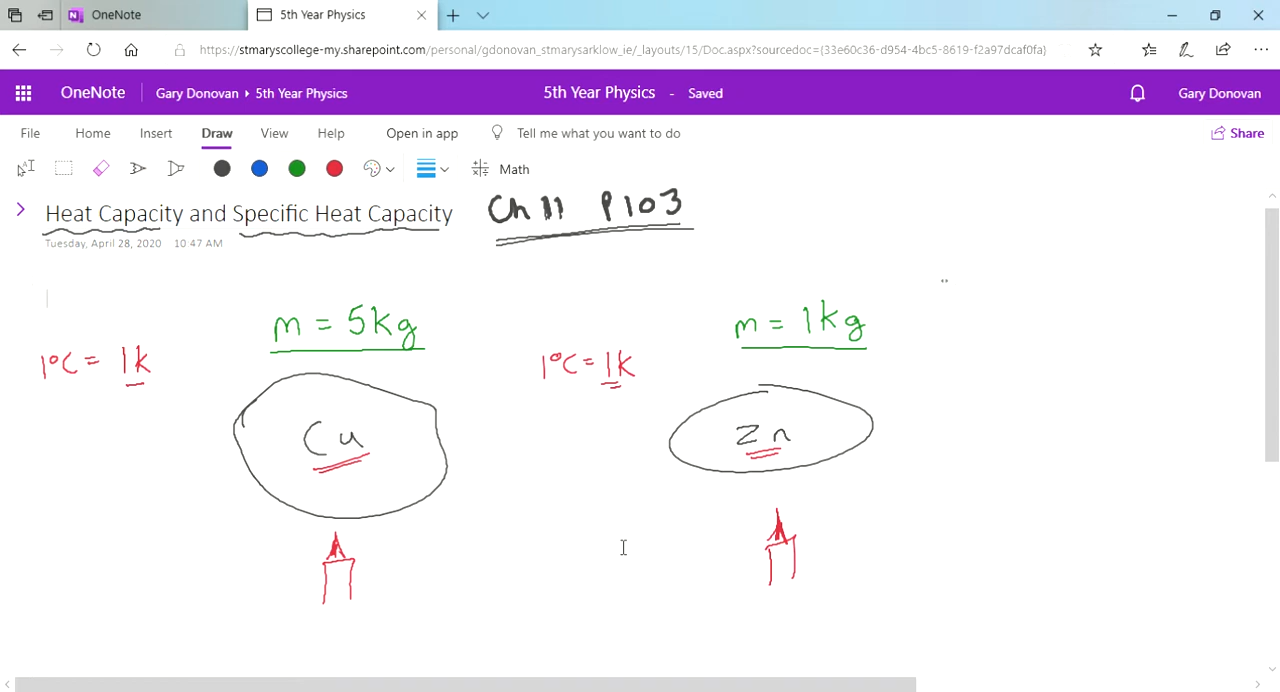 OneNote
5th Year Physics
https://stmaryscollege-my.sharepoint.com/personal/gdonovan_stmarysarklow_ie/_layouts/15/Doc.aspx?sourcedoc={33e60c36-d954-4bc5-8619-f2a97dcaf0fa}
OneNote Gary Donovan ▸ 5th Year Physics 5th Year Physics - Saved Gary Donovan
File Home Insert Draw View Help Open in app Tell me what you want to do Share
Math
Heat Capacity and Specific Heat Capacity Ch 11 P103
Tuesday, April 28, 2020 10:47 AM
m = 5kg m = 1kg
1°C = 1k 1°C = 1k
Cu Zn